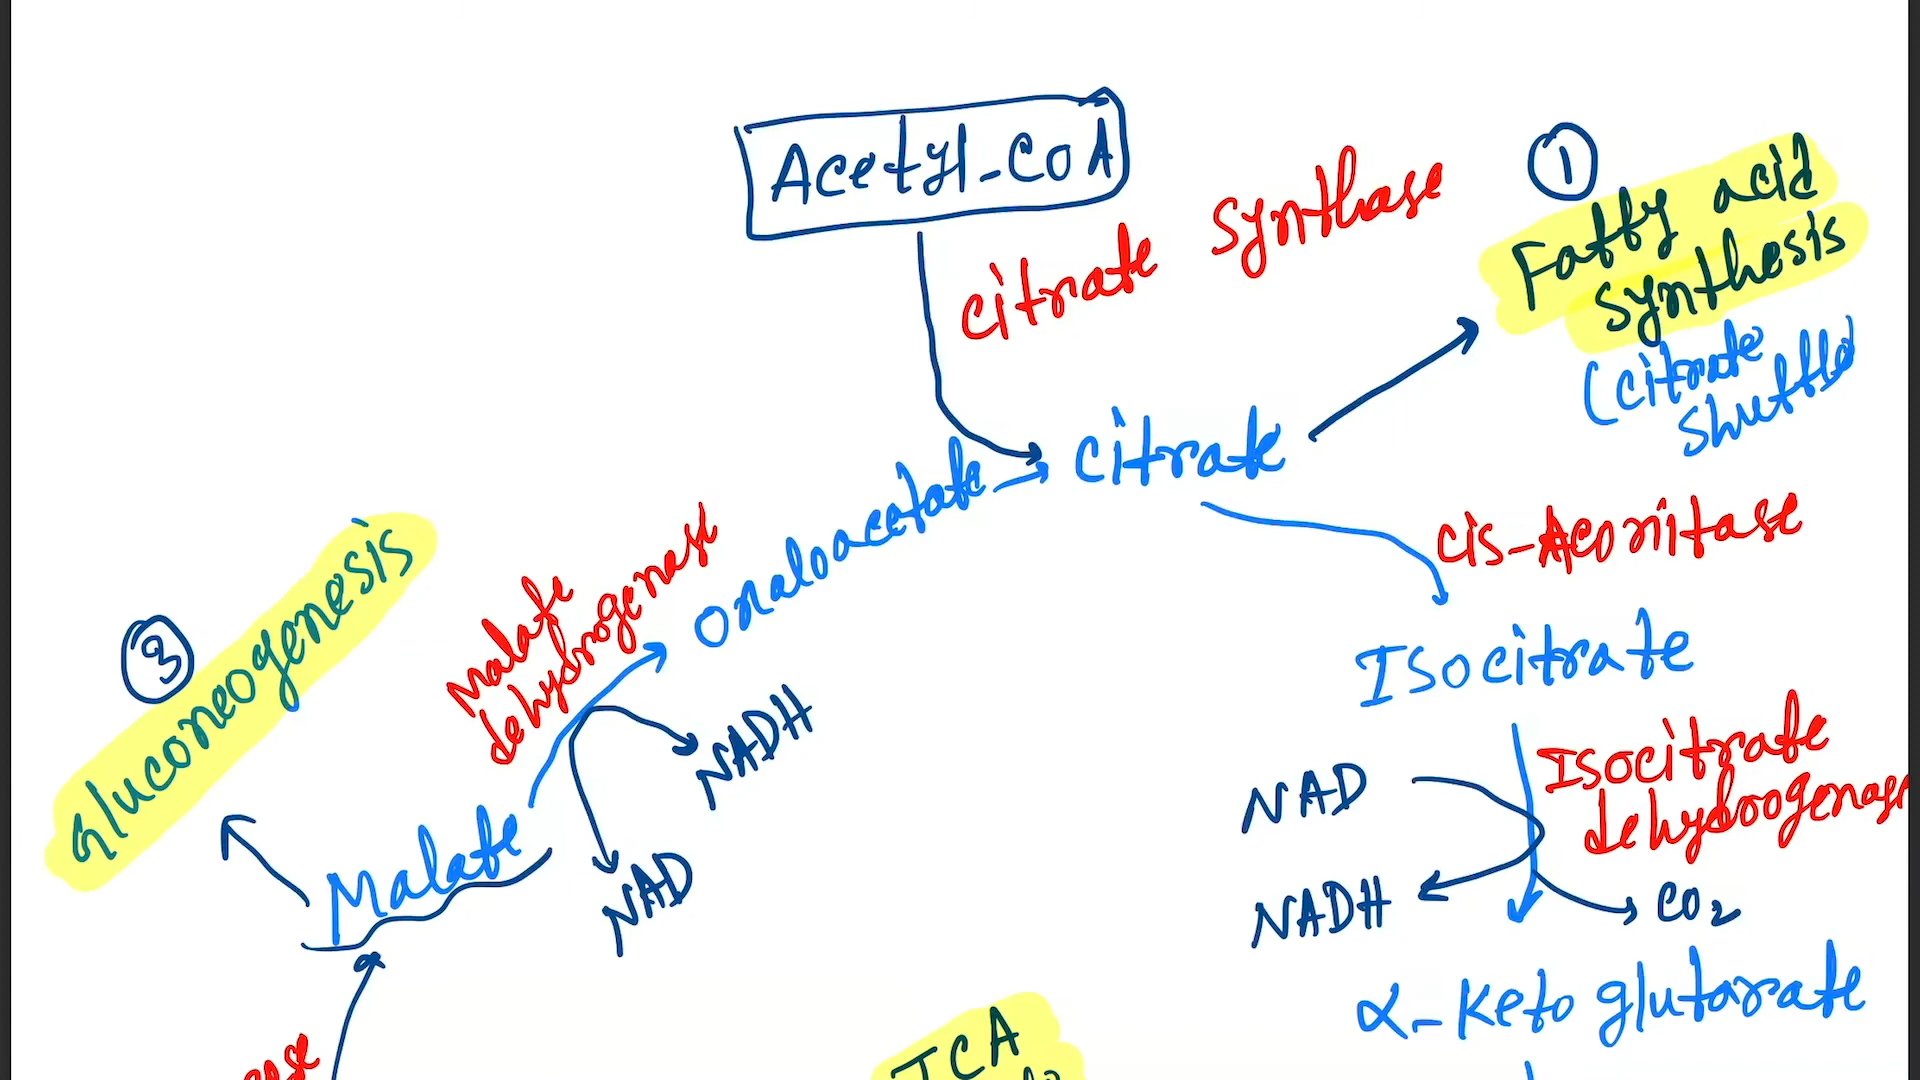 Acetyl-CoA
citrate synthase
1
Fatty acid
synthesis
(citrate
shuttle
citrate
oxaloacetate
cis-Aconitase
Malate
dehydrogenase
3
Gluconeogenesis
Isocitrate
NADH
Isocitrate
dehydrogenase
NAD
Malate
NAD
NADH
CO2
α-Keto glutarate
TCA